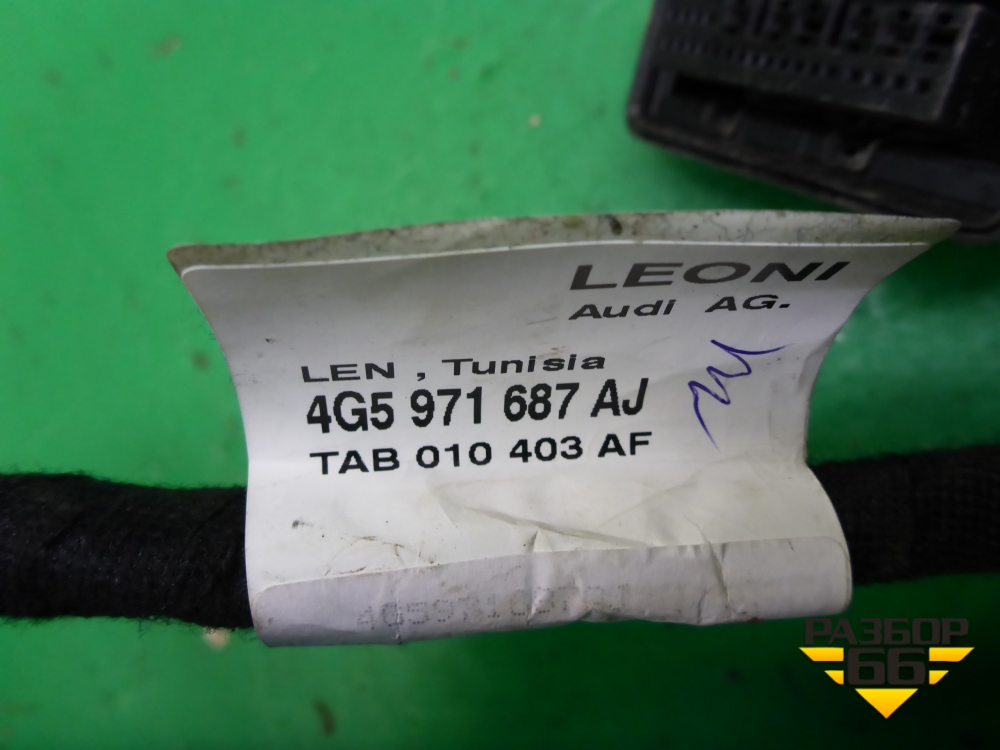 LEONI
Audi AG.
LEN , Tunisia
4G5 971 687 AJ
TAB 010 403 AF
РАЗБОР
66